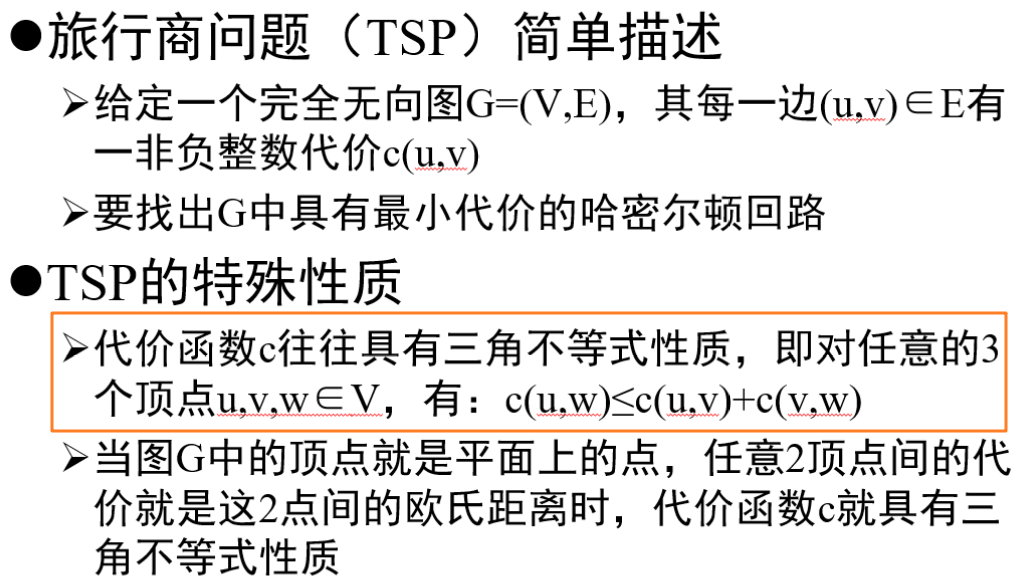 ●旅行商问题（TSP）简单描述
➢给定一个完全无向图G=(V,E)，其每一边(u,v)∈E有
一非负整数代价c(u,v)
➢要找出G中具有最小代价的哈密尔顿回路
●TSP的特殊性质
➢代价函数c往往具有三角不等式性质，即对任意的3
个顶点u,v,w∈V，有：c(u,w)≤c(u,v)+c(v,w)
➢当图G中的顶点就是平面上的点，任意2顶点间的代
价就是这2点间的欧氏距离时，代价函数c就具有三
角不等式性质